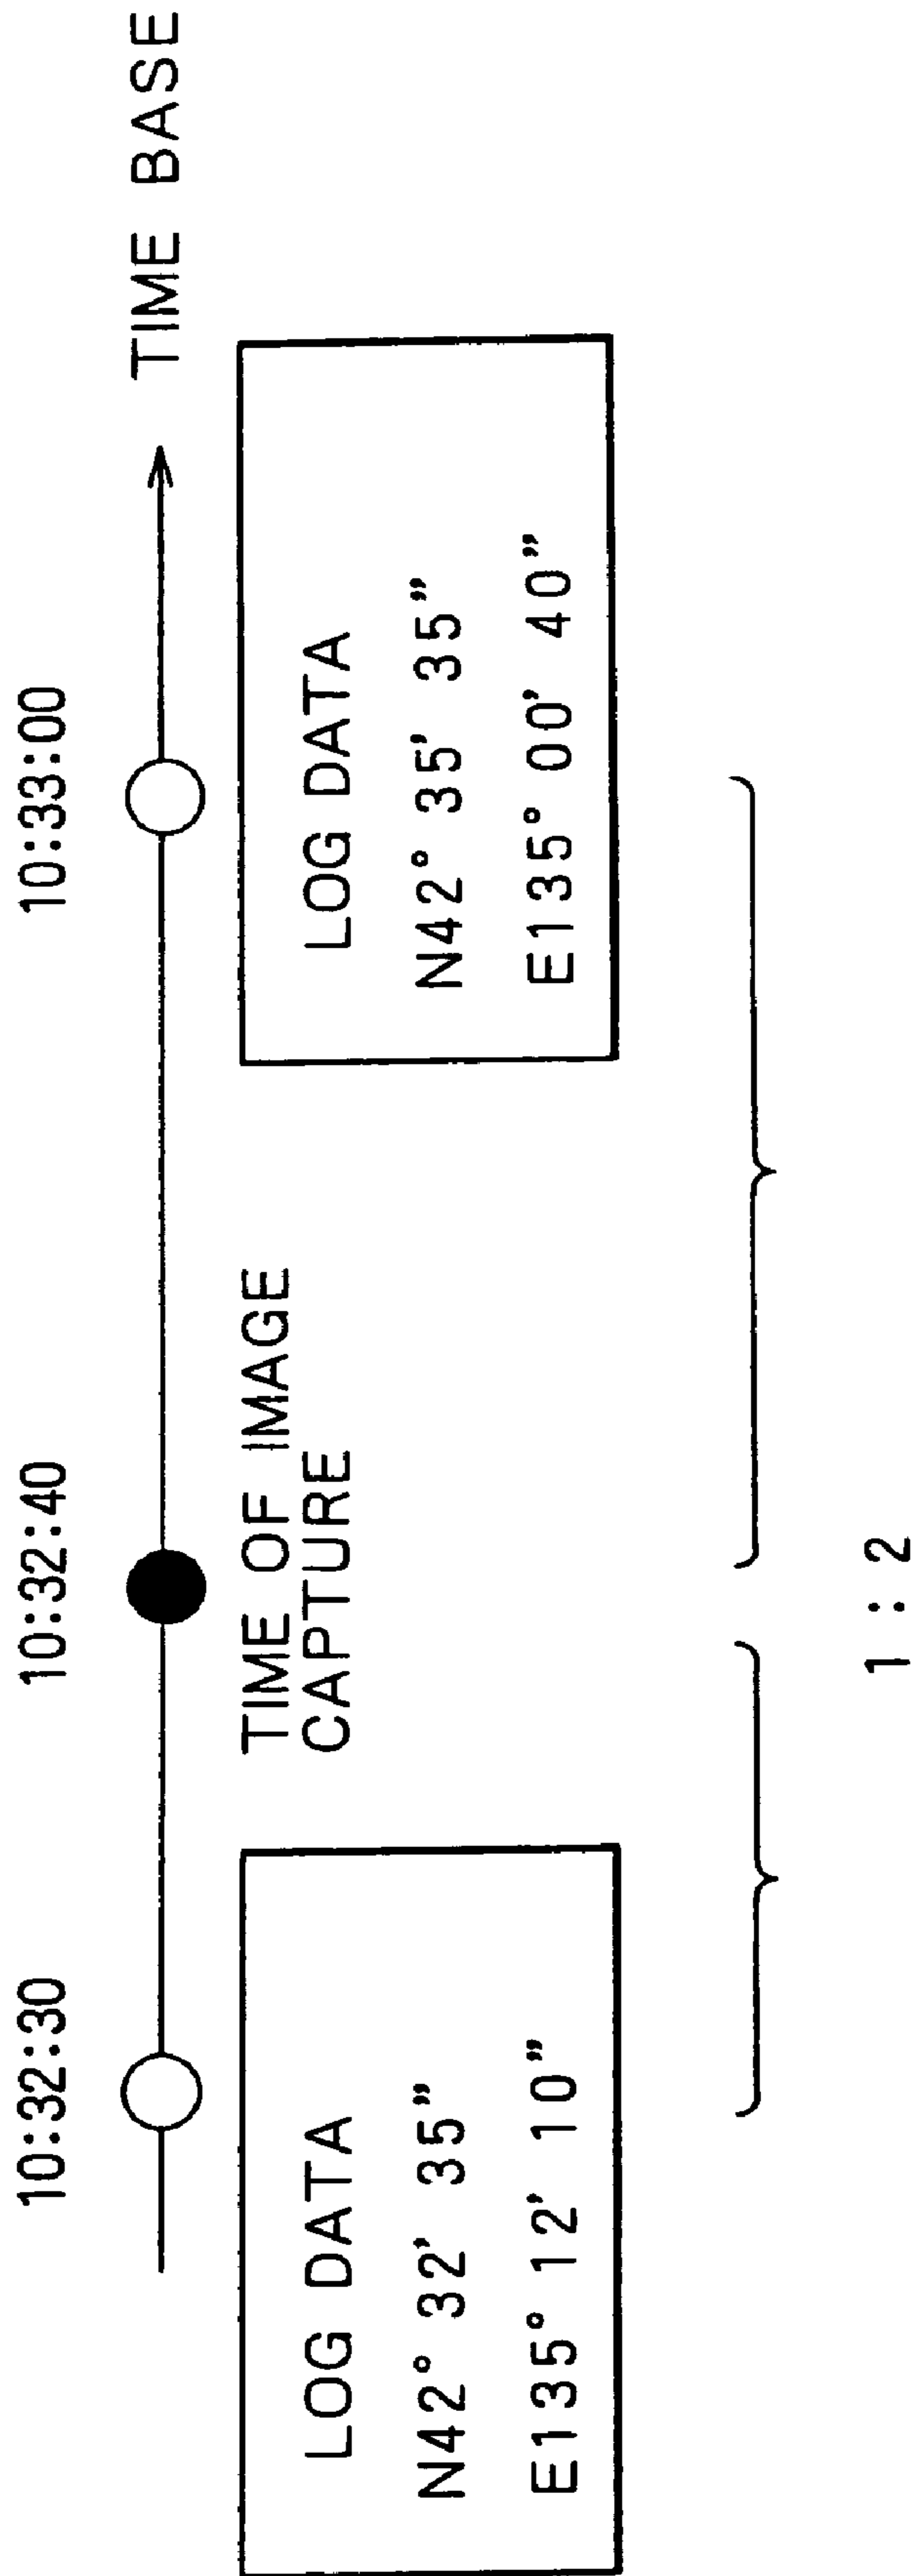 10:32:30
10:32:40
10:33:00
TIME BASE
LOG DATA
N42° 32’ 35”
E135° 12’ 10”
TIME OF IMAGE
CAPTURE
LOG DATA
N42° 35’ 35”
E135° 00’ 40”
1 : 2